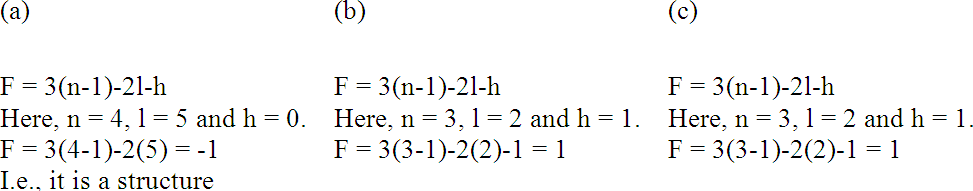 (a)
F = 3(n-1)-2l-h
Here, n = 4, l = 5 and h = 0.
F = 3(4-1)-2(5) = -1
I.e., it is a structure
(b)
F = 3(n-1)-2l-h
Here, n = 3, l = 2 and h = 1.
F = 3(3-1)-2(2)-1 = 1
(c)
F = 3(n-1)-2l-h
Here, n = 3, l = 2 and h = 1.
F = 3(3-1)-2(2)-1 = 1